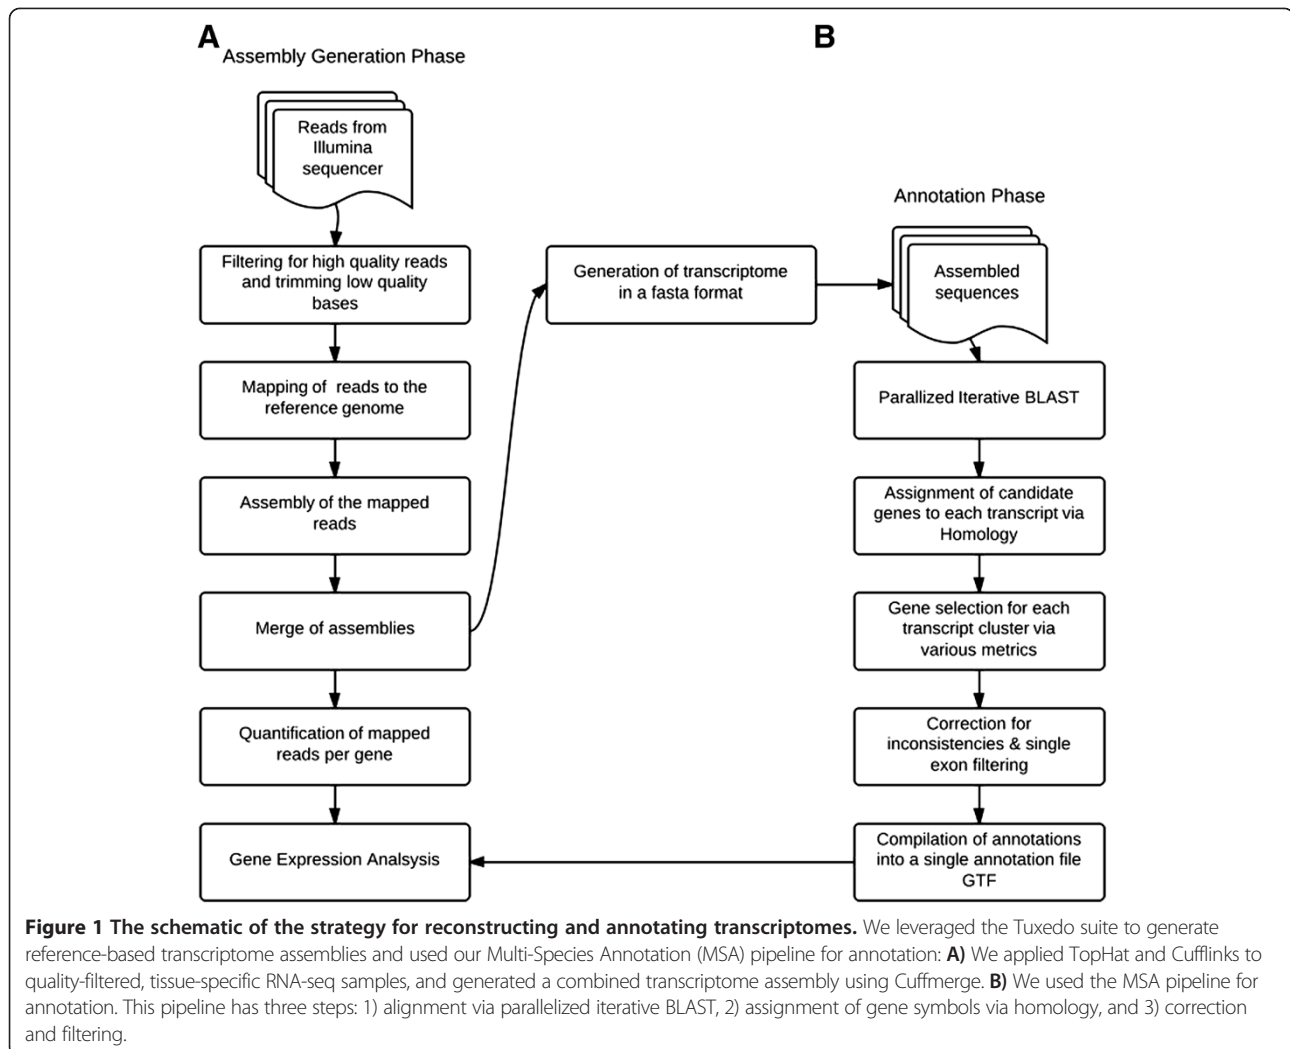 A
Assembly Generation Phase
Reads from
Illumina
sequencer
Filtering for high quality reads
and trimming low quality
bases
Mapping of reads to the
reference genome
Assembly of the mapped
reads
Merge of assemblies
Quantification of mapped
reads per gene
Gene Expression Analsysis
Generation of transcriptome
in a fasta format
B
Annotation Phase
Assembled
sequences
Parallized Iterative BLAST
Assignment of candidate
genes to each transcript via
Homology
Gene selection for each
transcript cluster via
various metrics
Correction for
inconsistencies & single
exon filtering
Compilation of annotations
into a single annotation file
GTF
Figure 1 The schematic of the strategy for reconstructing and annotating transcriptomes. We leveraged the Tuxedo suite to generate
reference-based transcriptome assemblies and used our Multi-Species Annotation (MSA) pipeline for annotation: A) We applied TopHat and Cufflinks to
quality-filtered, tissue-specific RNA-seq samples, and generated a combined transcriptome assembly using Cuffmerge. B) We used the MSA pipeline for
annotation. This pipeline has three steps: 1) alignment via parallelized iterative BLAST, 2) assignment of gene symbols via homology, and 3) correction
and filtering.